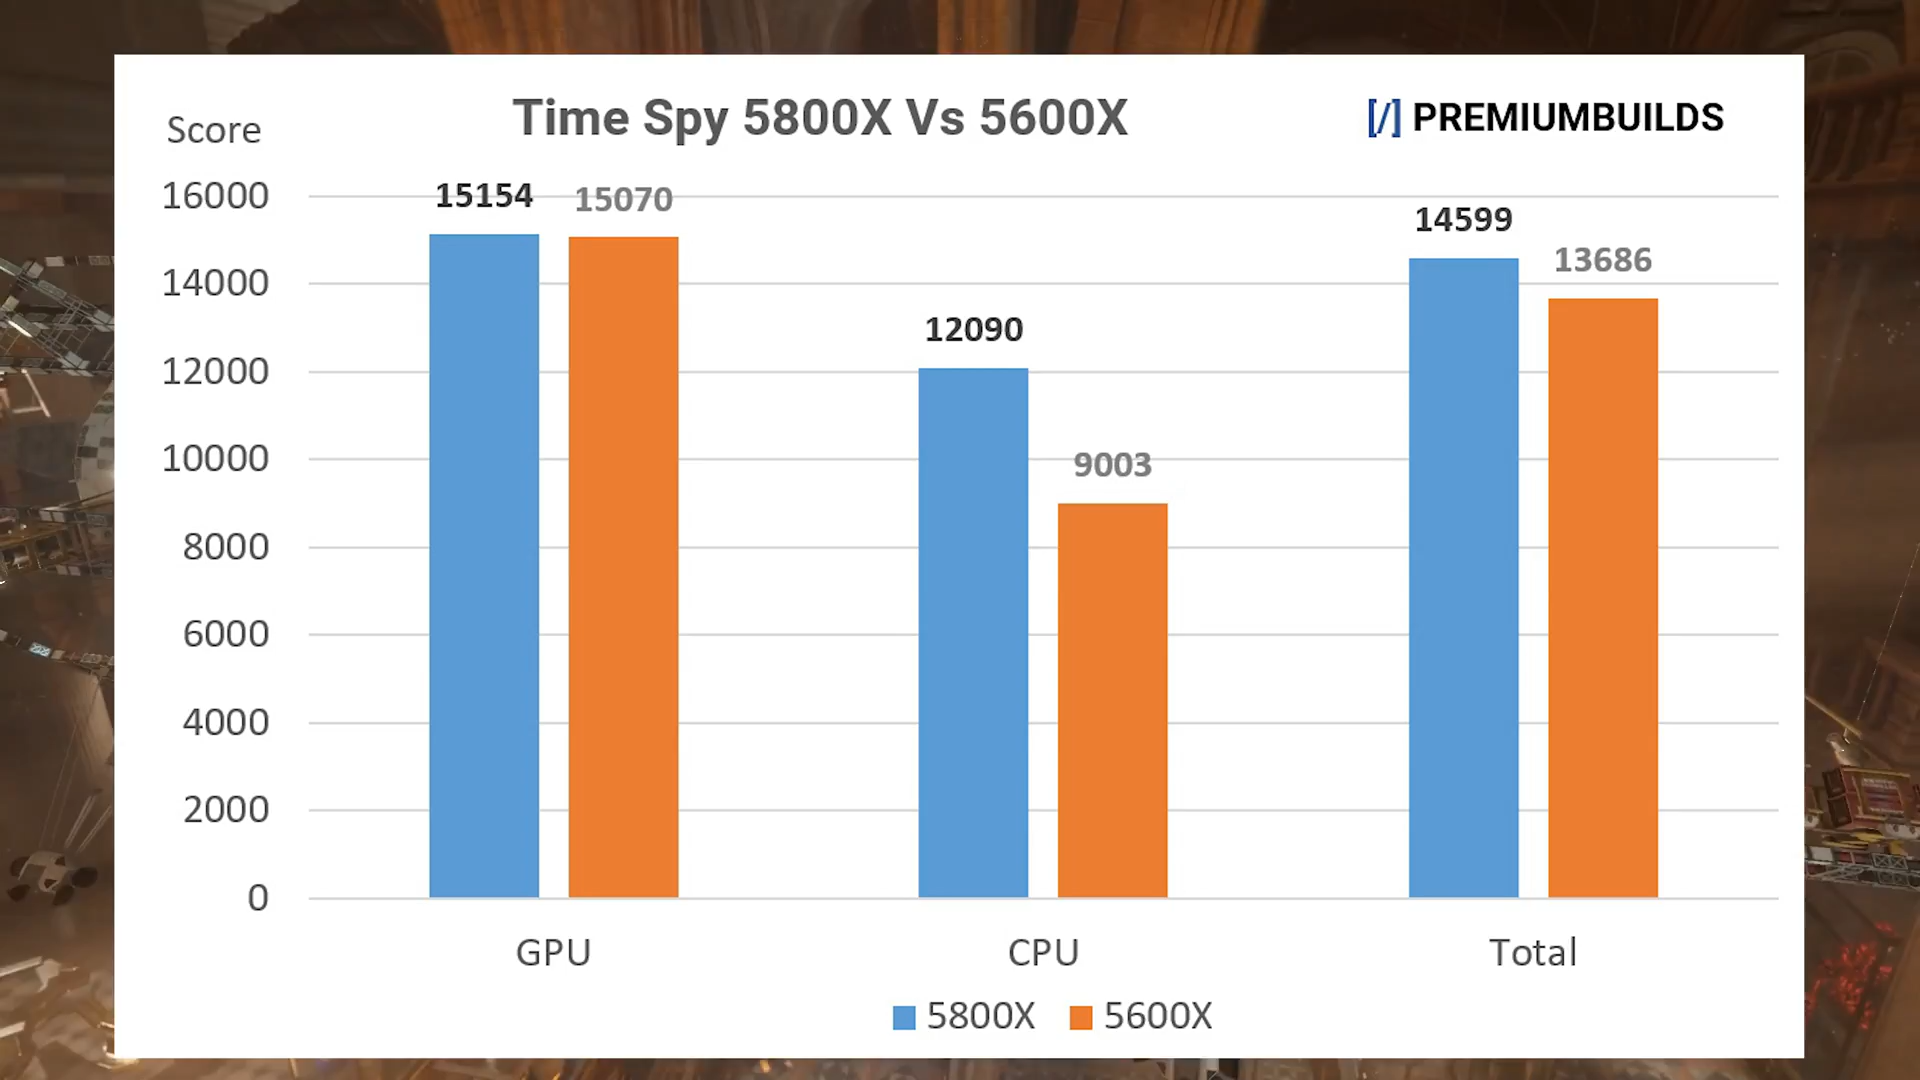 Time Spy 5800X Vs 5600X
[/] PREMIUMBUILDS
Score
16000
14000
12000
10000
8000
6000
4000
2000
0
15154
15070
12090
9003
14599
13686
GPU
CPU
Total
5800X
5600X